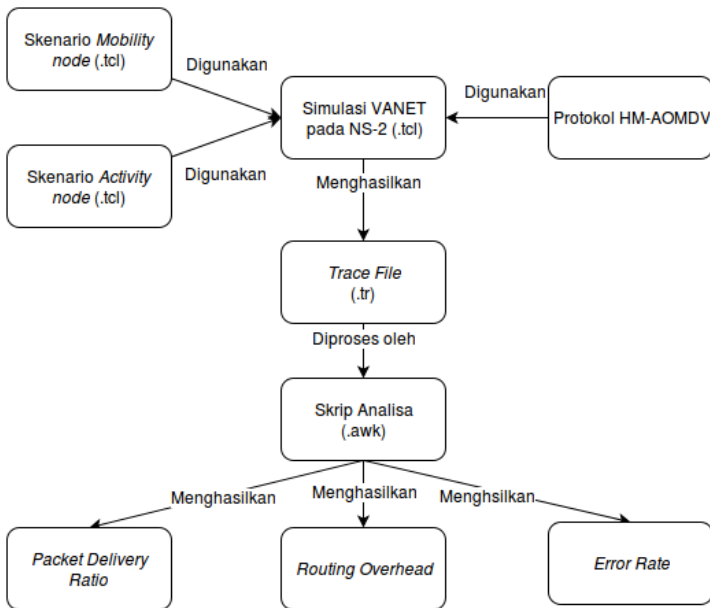 Skenario Mobility
node (.tcl)
Digunakan
Simulasi VANET
pada NS-2 (.tcl)
Digunakan
Protokol HM-AOMDV
Skenario Activity
node (.tcl)
Digunakan
Menghasilkan
Trace File
(.tr)
Diproses oleh
Skrip Analisa
(.awk)
Menghasilkan
Menghasilkan
Menghsilkan
Packet Delivery
Ratio
Routing Overhead
Error Rate